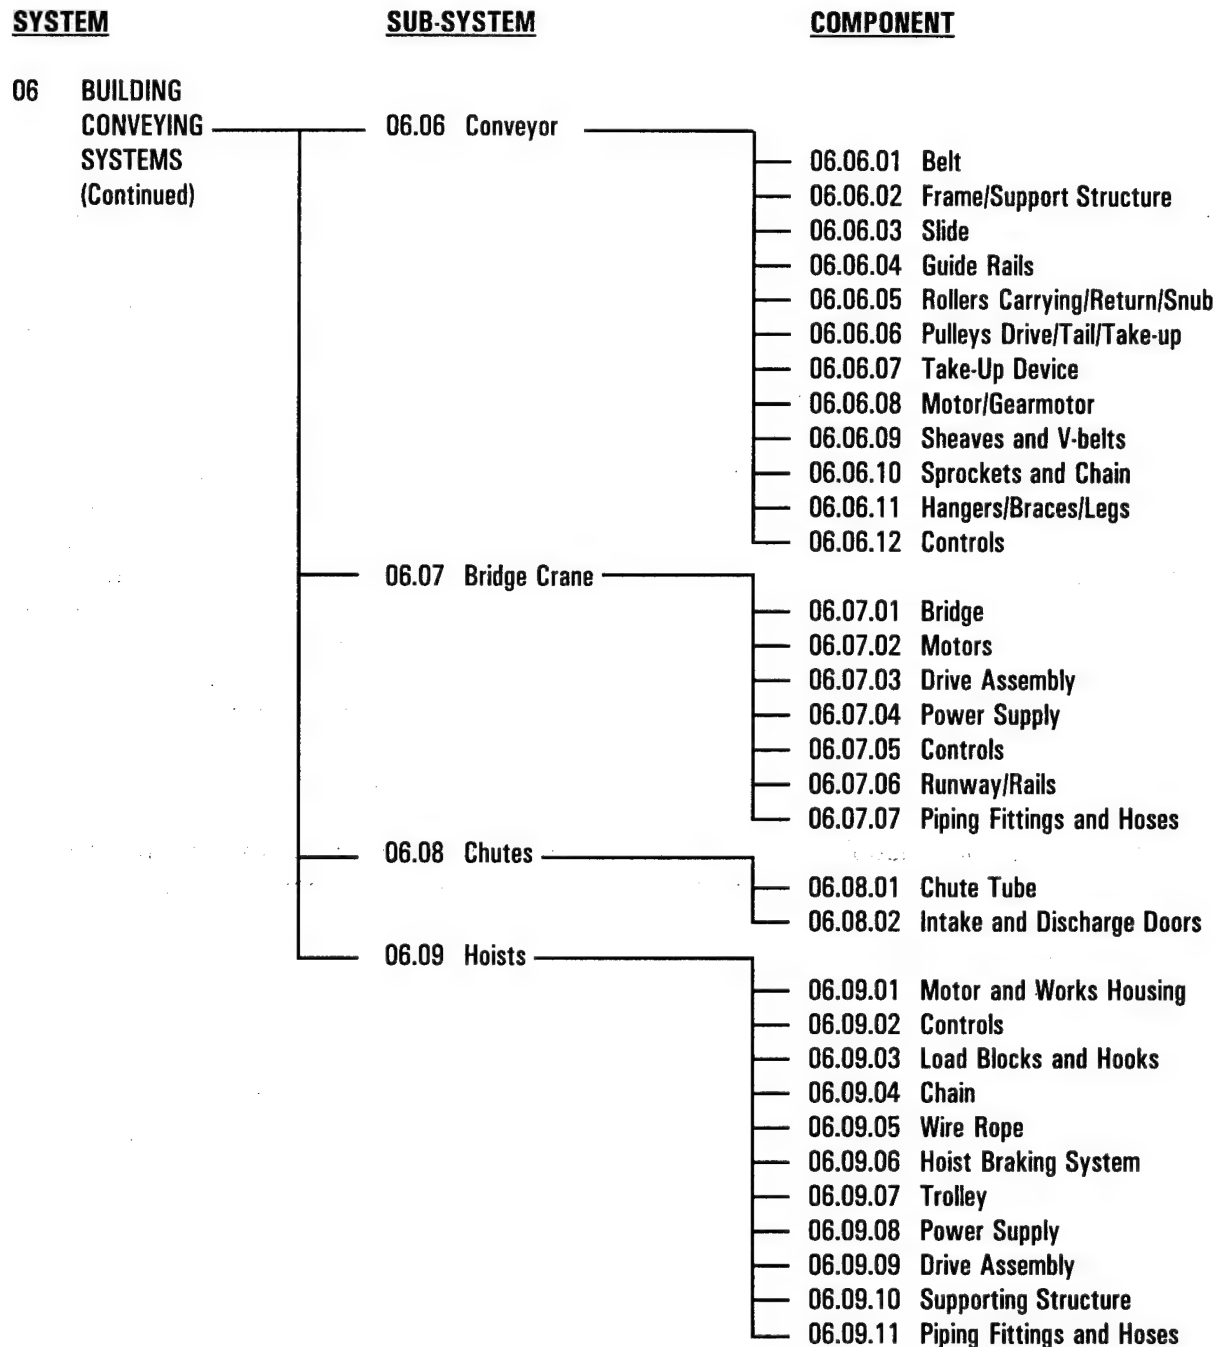 SYSTEM SUB-SYSTEM COMPONENT
06 BUILDING
CONVEYING
SYSTEMS
(Continued)
06.06 Conveyor
06.06.01 Belt
06.06.02 Frame/Support Structure
06.06.03 Slide
06.06.04 Guide Rails
06.06.05 Rollers Carrying/Return/Snub
06.06.06 Pulleys Drive/Tail/Take-up
06.06.07 Take-Up Device
06.06.08 Motor/Gearmotor
06.06.09 Sheaves and V-belts
06.06.10 Sprockets and Chain
06.06.11 Hangers/Braces/Legs
06.06.12 Controls
06.07 Bridge Crane
06.07.01 Bridge
06.07.02 Motors
06.07.03 Drive Assembly
06.07.04 Power Supply
06.07.05 Controls
06.07.06 Runway/Rails
06.07.07 Piping Fittings and Hoses
06.08 Chutes
06.08.01 Chute Tube
06.08.02 Intake and Discharge Doors
06.09 Hoists
06.09.01 Motor and Works Housing
06.09.02 Controls
06.09.03 Load Blocks and Hooks
06.09.04 Chain
06.09.05 Wire Rope
06.09.06 Hoist Braking System
06.09.07 Trolley
06.09.08 Power Supply
06.09.09 Drive Assembly
06.09.10 Supporting Structure
06.09.11 Piping Fittings and Hoses